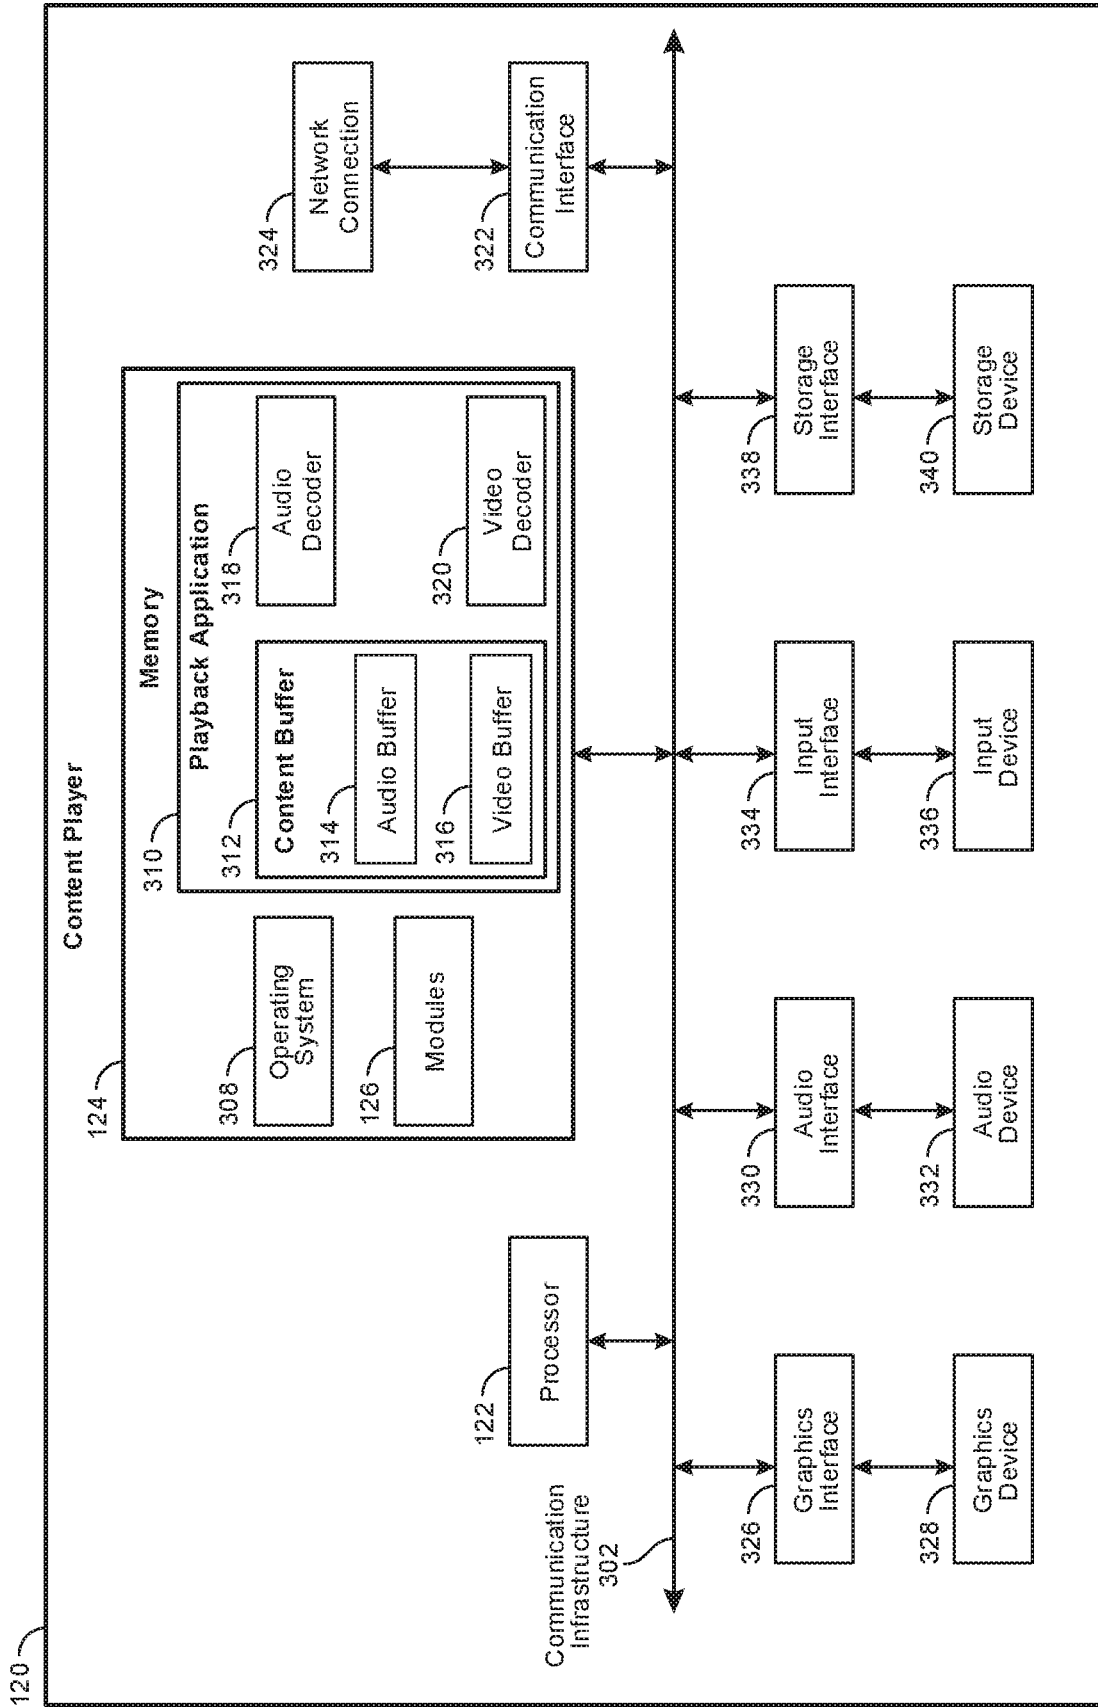 120
Content Player
124
Memory
310
Playback Application
308
Operating
System
312
Content Buffer
318
Audio
Decoder
126
Modules
314
Audio Buffer
316
Video Buffer
320
Video
Decoder
324
Network
Connection
122
Processor
322
Communication
Interface
Communication
Infrastructure
302
326
Graphics
Interface
330
Audio
Interface
334
Input
Interface
338
Storage
Interface
328
Graphics
Device
332
Audio
Device
336
Input
Device
340
Storage
Device